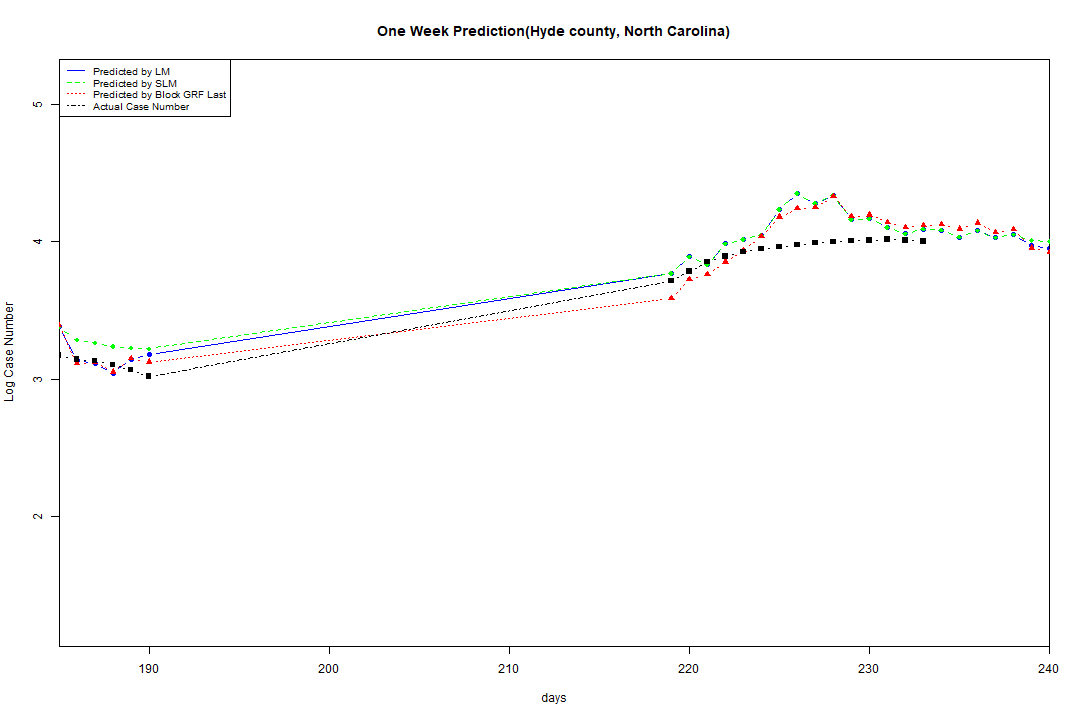 One Week Prediction(Hyde county, North Carolina)
Predicted by LM
Predicted by SLM
Predicted by Block GRF Last
Actual Case Number
5
4
3
2
Log Case Number
190
200
210
220
230
240
days